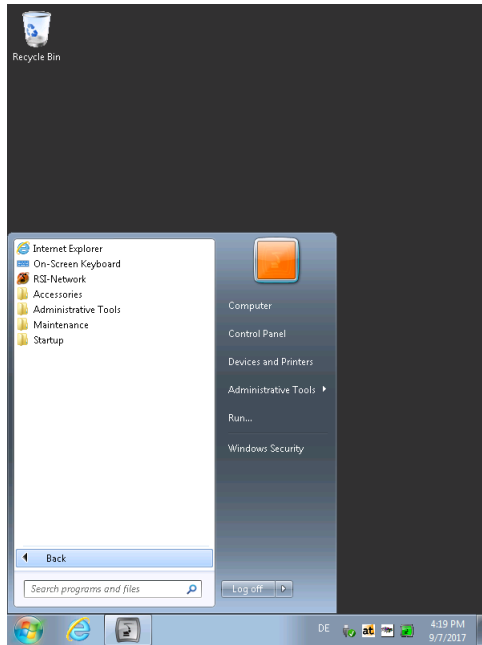 Recycle Bin
Internet Explorer
On-Screen Keyboard
RSI-Network
Accessories
Administrative Tools
Maintenance
Startup
Back
Search programs and files
Computer
Control Panel
Devices and Printers
Administrative Tools
Run...
Windows Security
Log off
DE
at
4:19 PM
9/7/2017